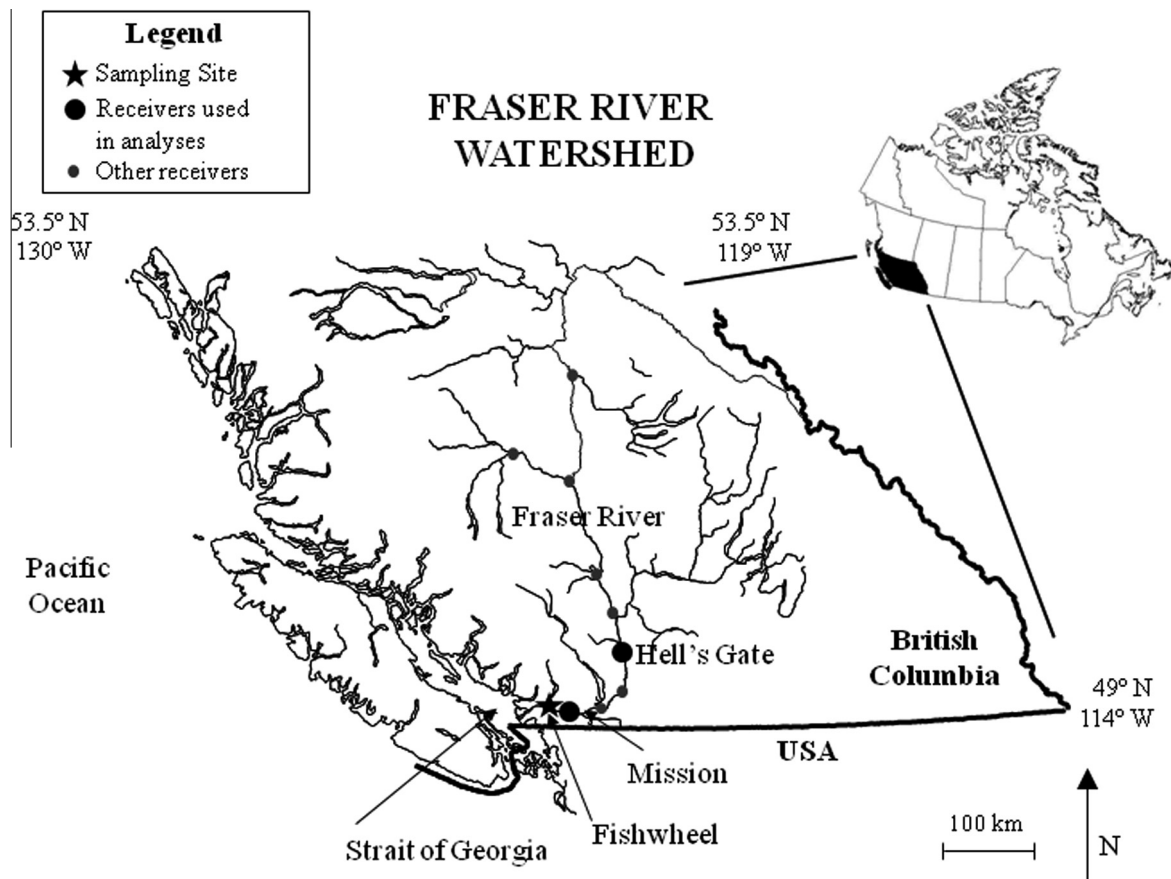 Legend
Sampling Site
Receivers used
in analyses
Other receivers
FRASER RIVER
WATERSHED
53.5° N
130° W
53.5° N
119° W
Fraser River
Pacific
Ocean
Hell's Gate
British
Columbia
49° N
114° W
USA
Mission
Fishwheel
Strait of Georgia
100 km
N